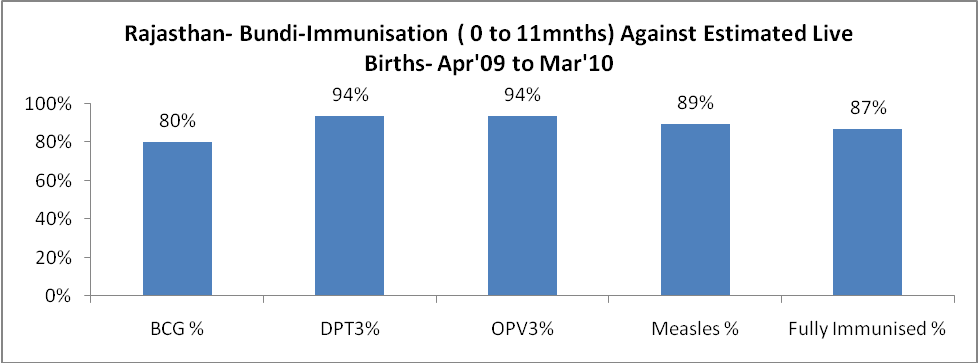 Rajasthan- Bundi-Immunisation ( 0 to 11mnths) Against Estimated Live
Births- Apr'09 to Mar'10
100%
80%
60%
40%
20%
0%
80%
94%
94%
89%
87%
BCG %
DPT3%
OPV3%
Measles %
Fully Immunised %